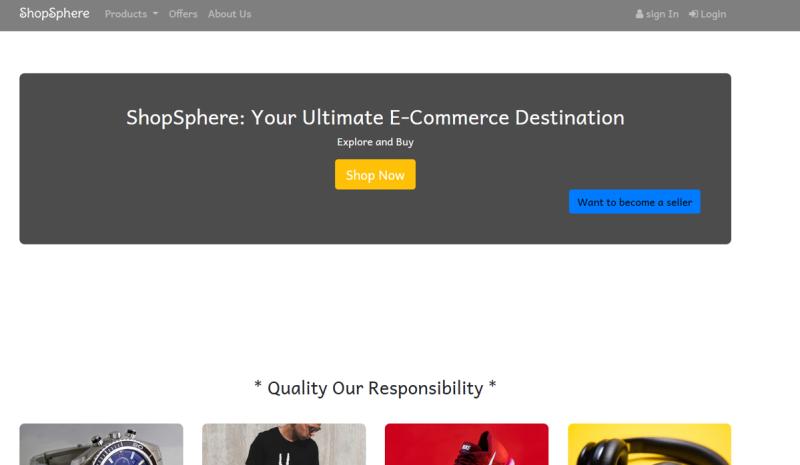 ShopSphere Products Offers About Us sign In Login
ShopSphere: Your Ultimate E-Commerce Destination
Explore and Buy
Shop Now
Want to become a seller
* Quality Our Responsibility *